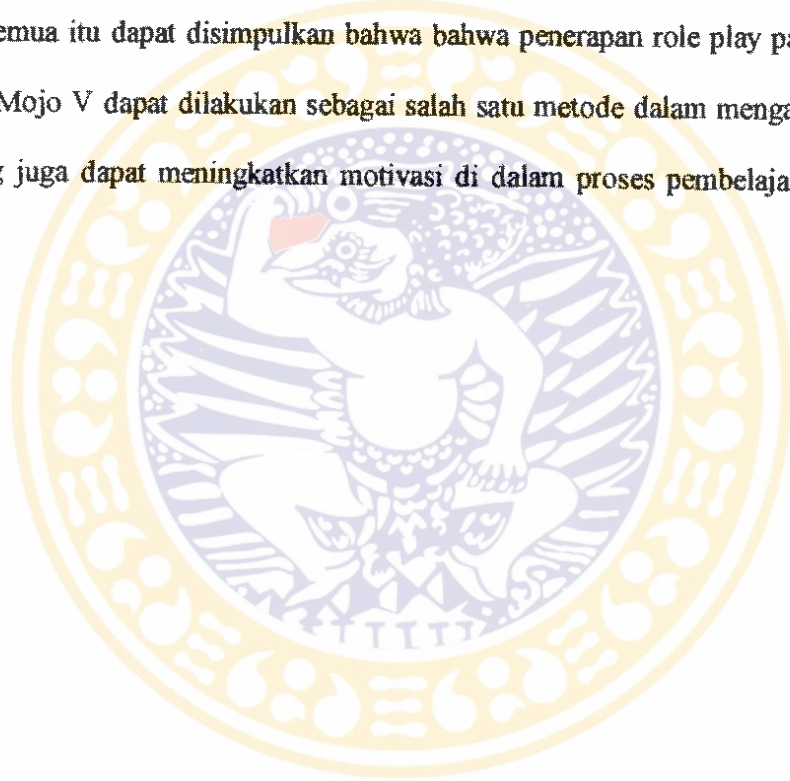 emua itu dapat disimpulkan bahwa bahwa penerapan role play pa
Mojo V dapat dilakukan sebagai salah satu metode dalam menga
g juga dapat meningkatkan motivasi di dalam proses pembelaja